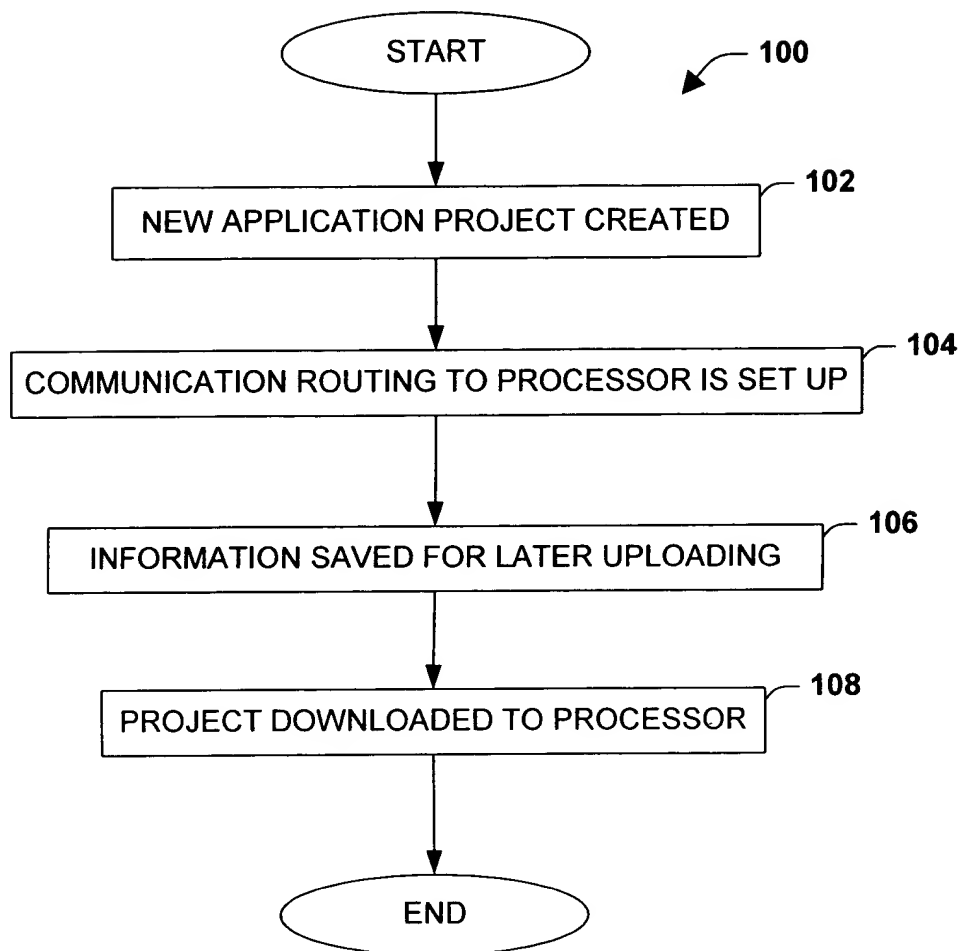 START
100
102
NEW APPLICATION PROJECT CREATED
104
COMMUNICATION ROUTING TO PROCESSOR IS SET UP
106
INFORMATION SAVED FOR LATER UPLOADING
108
PROJECT DOWNLOADED TO PROCESSOR
END